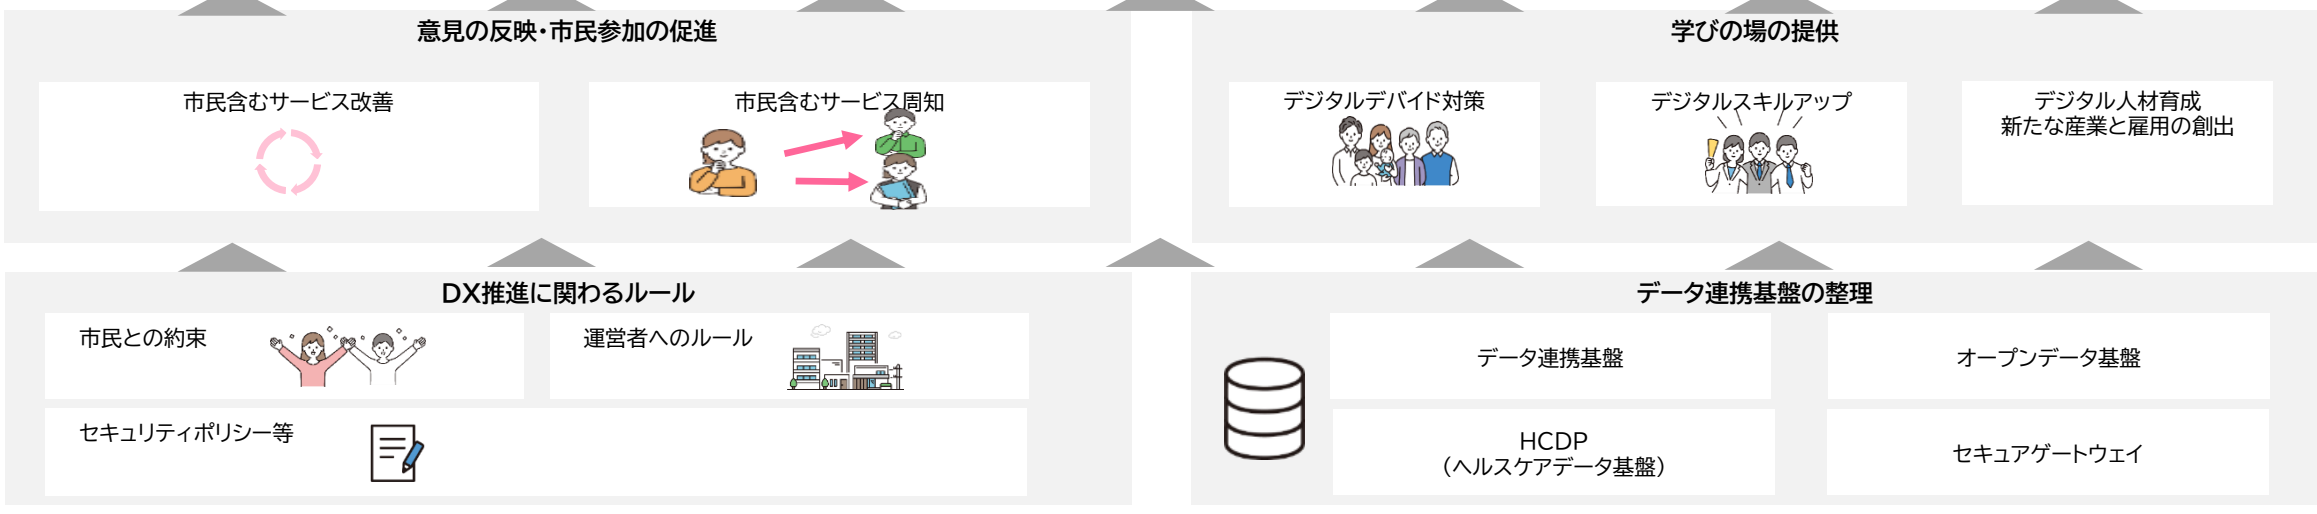 意見の反映・市民参加の促進
市民含むサービス改善
市民含むサービス周知
学びの場の提供
デジタルデバイド対策
デジタルスキルアップ
デジタル人材育成
新たな産業と雇用の創出
DX推進に関わるルール
市民との約束
運営者へのルール
セキュリティポリシー等
データ連携基盤の整理
データ連携基盤
オープンデータ基盤
HCDP
（ヘルスケアデータ基盤）
セキュアゲートウェイ